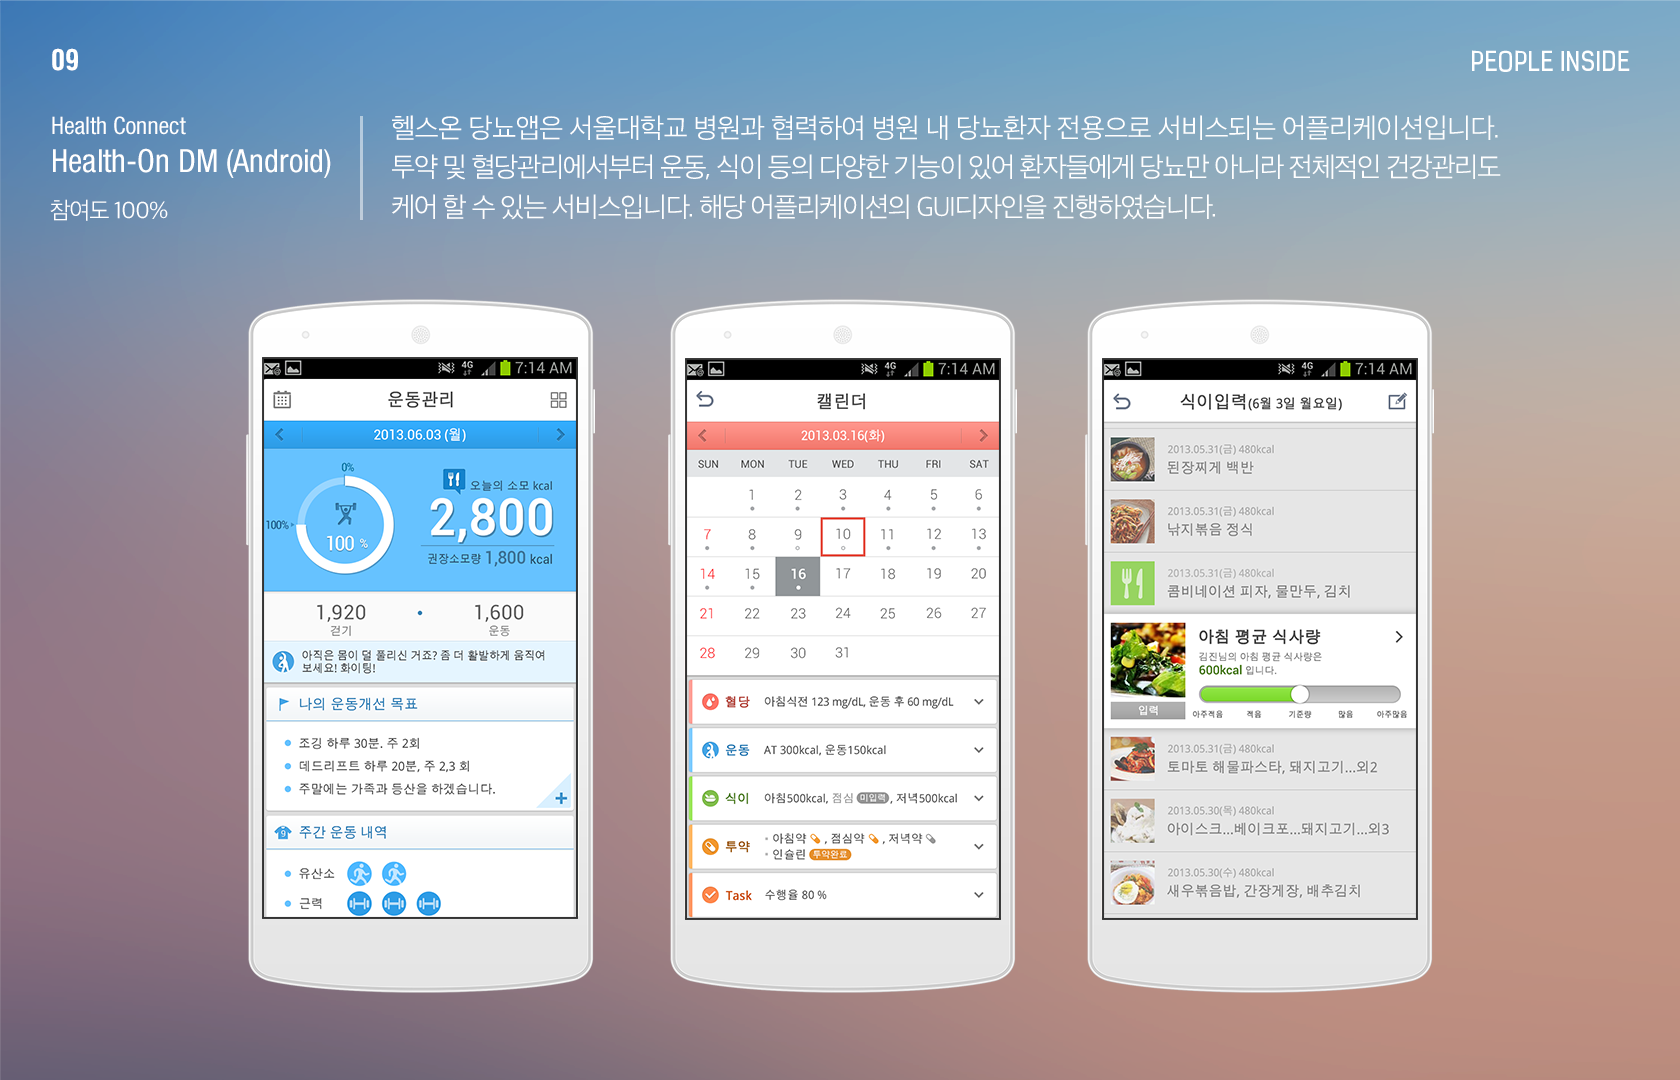 09
PEOPLE INSIDE
Health Connect
Health-On DM (Android)
참여도 100%
헬스온 당뇨앱은 서울대학교 병원과 협력하여 병원 내 당뇨환자 전용으로 서비스되는 어플리케이션입니다.
투약 및 혈당관리에서부터 운동, 식이 등의 다양한 기능이 있어 환자들에게 당뇨만 아니라 전체적인 건강관리도
케어 할 수 있는 서비스입니다. 해당 어플리케이션의 GUI디자인을 진행하였습니다.
4G 7:14 AM
운동관리
2013.06.03 (월)
0%
100%
100 %
오늘의 소모 kcal
2,800
권장소모량 1,800 kcal
1,920 • 1,600
걷기 운동
아직은 몸이 덜 풀리신 거죠? 좀 더 활발하게 움직여
보세요! 화이팅!
나의 운동개선 목표
조깅 하루 30분. 주 2회
데드리프트 하루 20분, 주 2,3 회
주말에는 가족과 등산을 하겠습니다.
주간 운동 내역
유산소
근력
4G 7:14 AM
캘린더
2013.03.16(화)
SUN MON TUE WED THU FRI SAT
1 2 3 4 5 6
7 8 9 10 11 12 13
14 15 16 17 18 19 20
21 22 23 24 25 26 27
28 29 30 31
혈당 아침식전 123 mg/dL, 운동 후 60 mg/dL
운동 AT 300kcal, 운동150kcal
식이 아침500kcal, 점심 미입력 , 저녁500kcal
투약 • 아침약 , 점심약 , 저녁약
• 인슐린 투약완료
Task 수행율 80 %
4G 7:14 AM
식이입력(6월 3일 월요일)
2013.05.31(금) 480kcal
된장찌게 백반
2013.05.31(금) 480kcal
낙지볶음 정식
2013.05.31(금) 480kcal
콤비네이션 피자, 물만두, 김치
아침 평균 식사량
김진님의 아침 평균 식사량은
600kcal 입니다.
입력
아주적음 적음 기준량 많음 아주많음
2013.05.31(금) 480kcal
토마토 해물파스타, 돼지고기...외2
2013.05.30(목) 480kcal
아이스크...베이크포...돼지고기...외3
2013.05.30(수) 480kcal
새우볶음밥, 간장게장, 배추김치